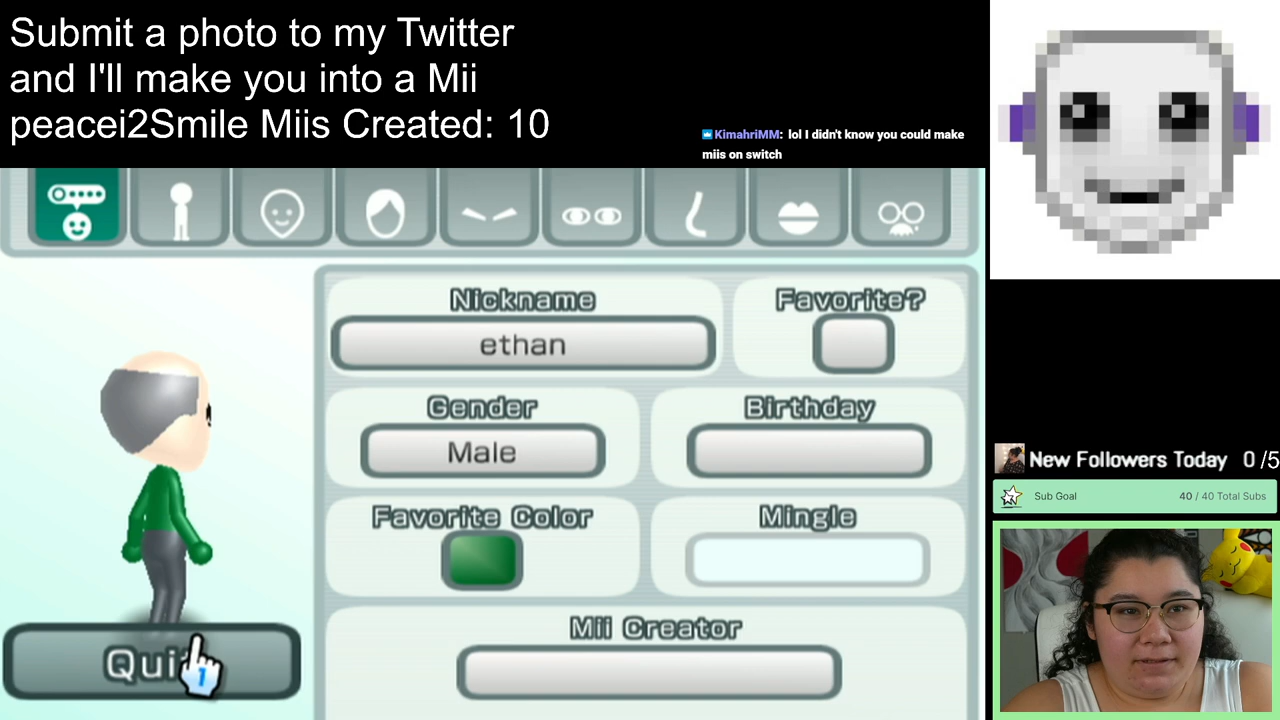 Submit a photo to my Twitter
and I'll make you into a Mii
peacei2Smile Miis Created: 10
KimahriMM: lol I didn't know you could make
miis on switch
Nickname
Favorite?
ethan
Gender
Birthday
Male
Favorite Color
Mingle
Mii Creator
Qui
1
New Followers Today 0 /5
Sub Goal 40 / 40 Total Subs